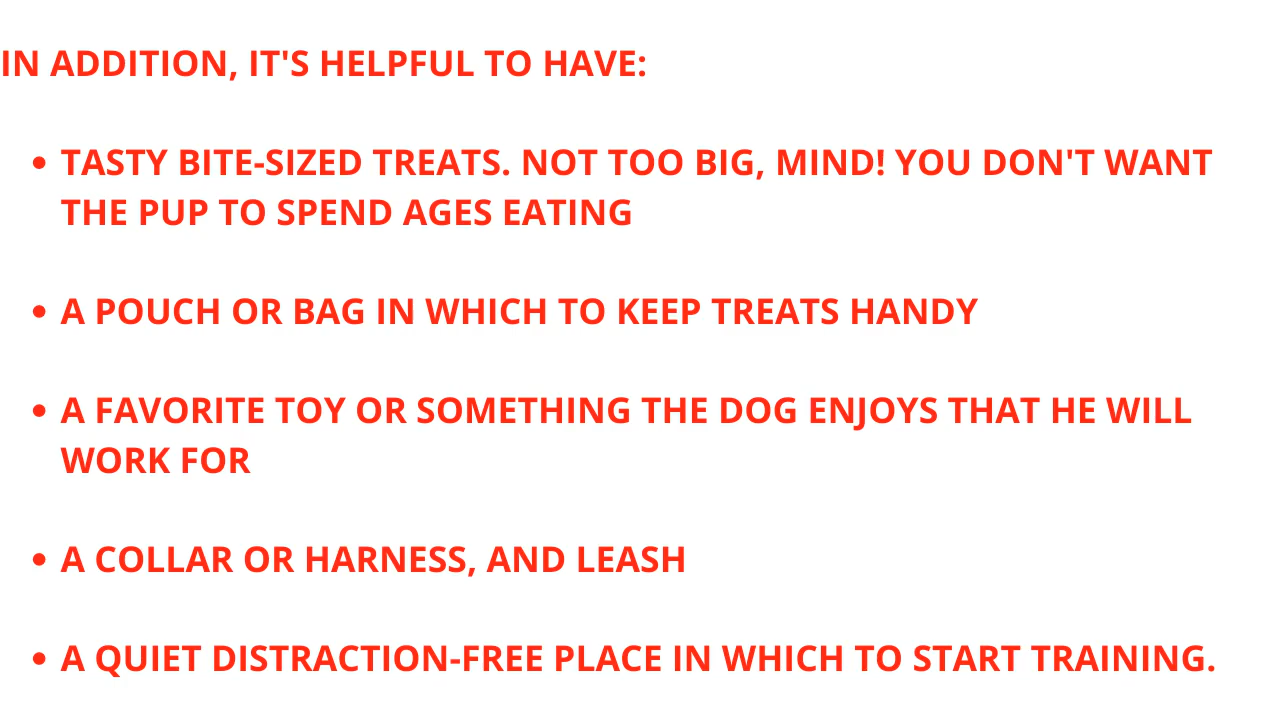 IN ADDITION, IT'S HELPFUL TO HAVE:
• TASTY BITE-SIZED TREATS. NOT TOO BIG, MIND! YOU DON'T WANT
THE PUP TO SPEND AGES EATING
• A POUCH OR BAG IN WHICH TO KEEP TREATS HANDY
• A FAVORITE TOY OR SOMETHING THE DOG ENJOYS THAT HE WILL
WORK FOR
• A COLLAR OR HARNESS, AND LEASH
• A QUIET DISTRACTION-FREE PLACE IN WHICH TO START TRAINING.